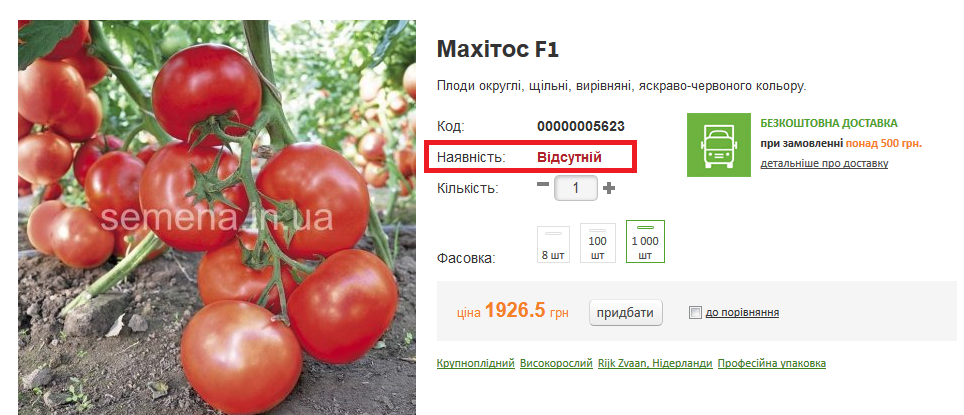 Махітос F1
Плоди округлі, щільні, вирівняні, яскраво-червоного кольору.
Код: 00000005623
БЕЗКОШТОВНА ДОСТАВКА
при замовленні понад 500 грн.
детальніше про доставку
Наявність: Відсутній
Кількість: 1
Фасовка:
8 шт
100
шт
1 000
шт
ціна 1926.5 грн
придбати
до порівняння
Крупноплідний Високорослий Rijk Zvaan, Нідерланди Професійна упаковка
semena.in.ua